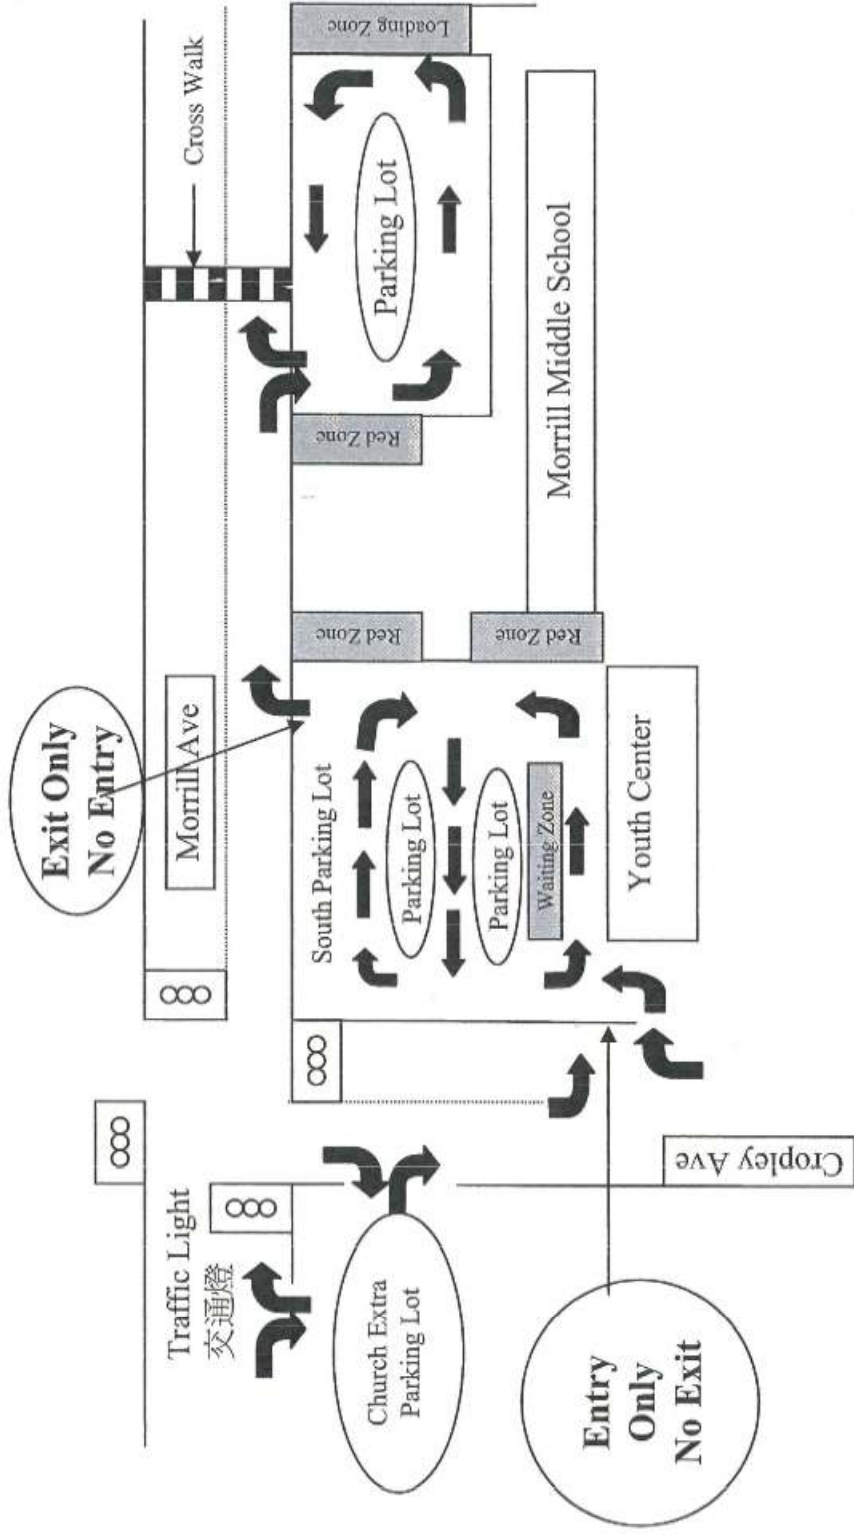 Loading Zone
Cross Walk
Parking Lot
Red Zone
Morrill Middle School
Exit Only
No Entry
Morrill Ave
Red Zone
Red Zone
South Parking Lot
Parking Lot
Parking Lot
Waiting Zone
Youth Center
Traffic Light
交通燈
Church Extra
Parking Lot
Cropley Ave
Entry
Only
No Exit